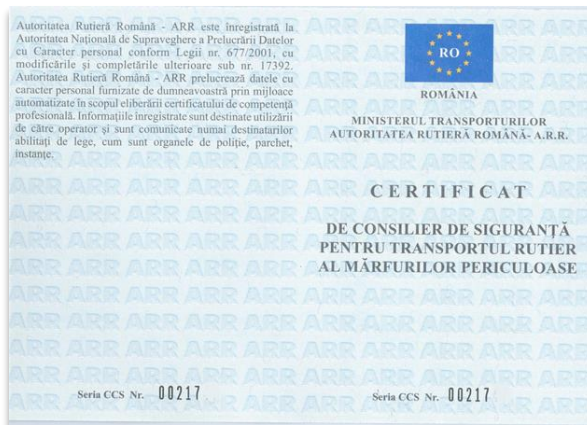 Autoritatea Rutieră Română - ARR este înregistrată la
Autoritatea Națională de Supraveghere a Prelucrării Datelor
cu Caracter personal conform Legii nr. 677/2001, cu
modificările și completările ulterioare sub nr. 17392.
Autoritatea Rutieră Română - ARR prelucrează datele cu
caracter personal furnizate de dumneavoastră prin mijloace
automatizate în scopul eliberării certificatului de competență
profesională. Informațiile înregistrate sunt destinate utilizării
de către operator și sunt comunicate numai destinatarilor
abilitați de lege, cum sunt organele de poliție, parchet,
instanțe.
Seria CCS Nr. 00217
RO
ROMÂNIA
MINISTERUL TRANSPORTURILOR
AUTORITATEA RUTIERĂ ROMÂNĂ- A.R.R.
CERTIFICAT
DE CONSILIER DE SIGURANȚĂ
PENTRU TRANSPORTUL RUTIER
AL MĂRFURILOR PERICULOASE
Seria CCS Nr. 00217